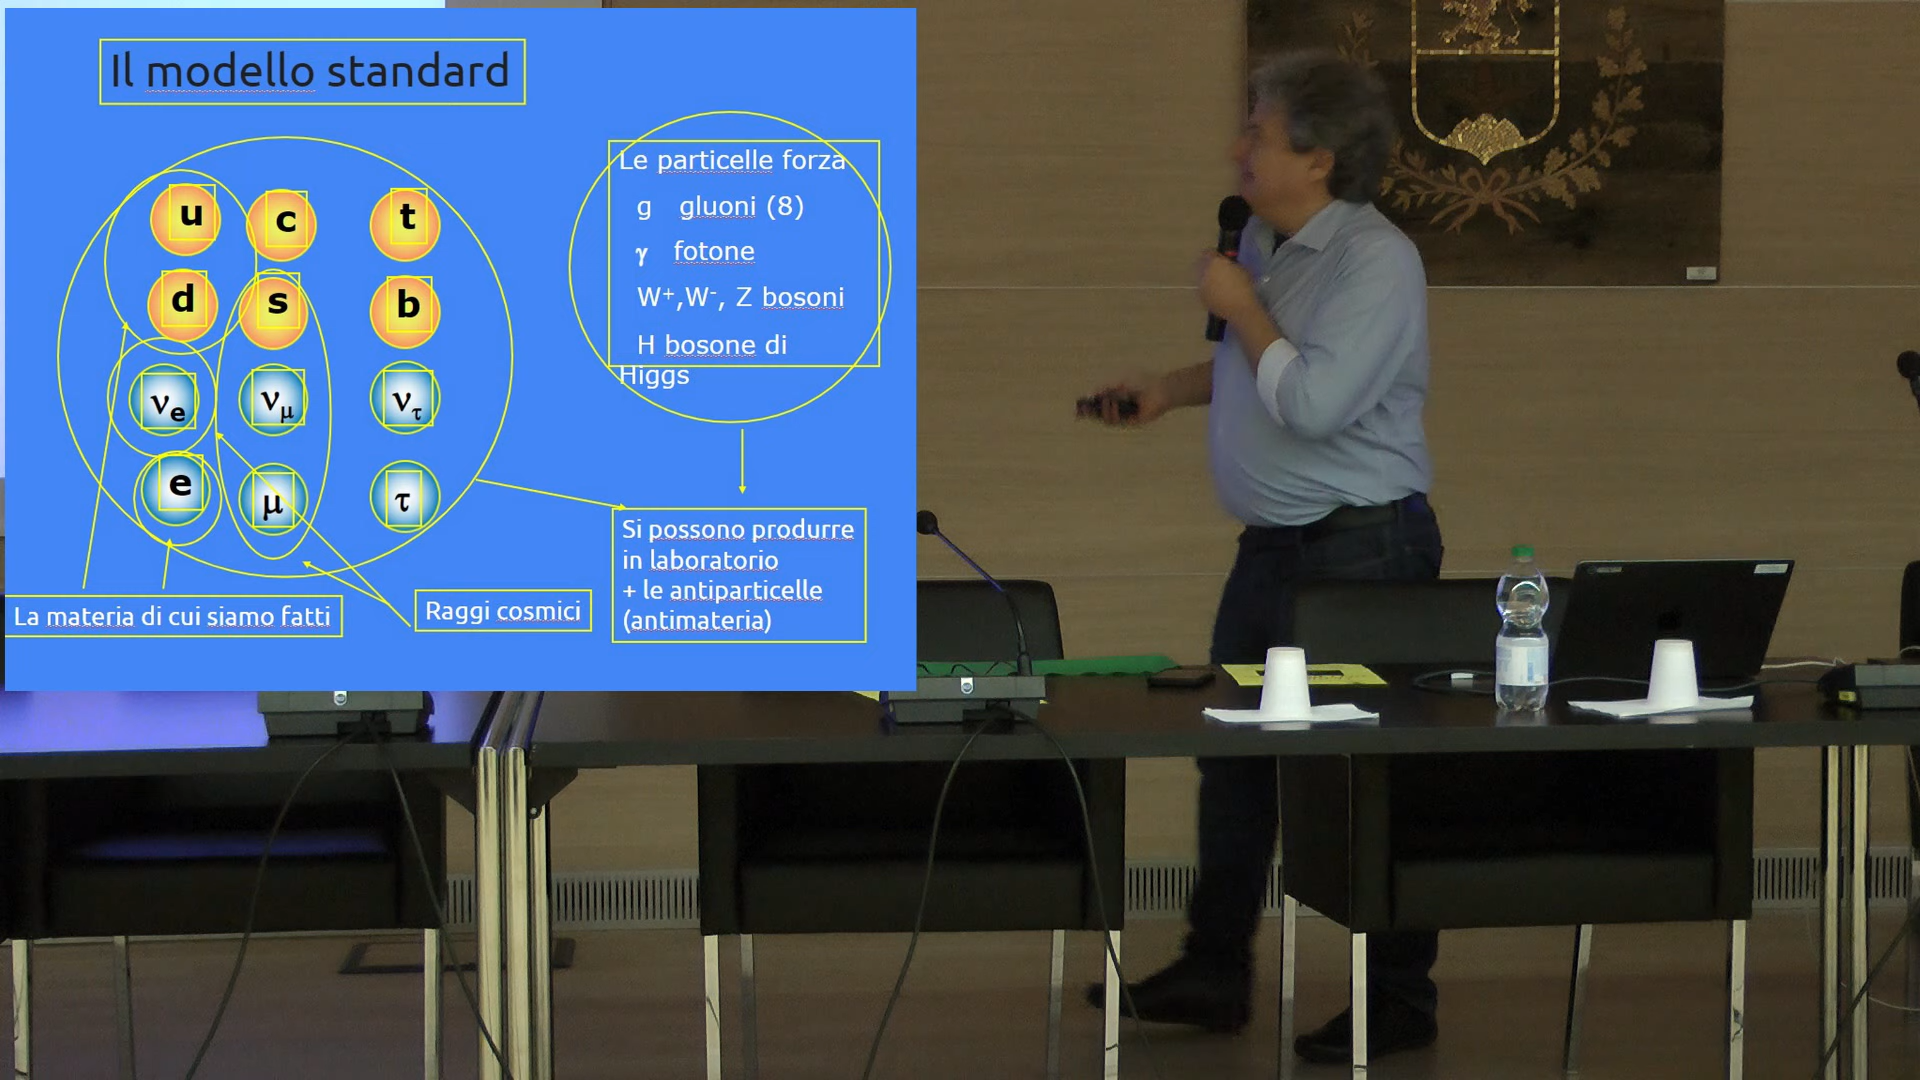 Il modello standard
u c t
d s b
νe νμ ντ
e μ τ
Le particelle forza
g gluoni (8)
γ fotone
W+,W-, Z bosoni
H bosone di
Higgs
Si possono produrre
in laboratorio
+ le antiparticelle
(antimateria)
La materia di cui siamo fatti
Raggi cosmici